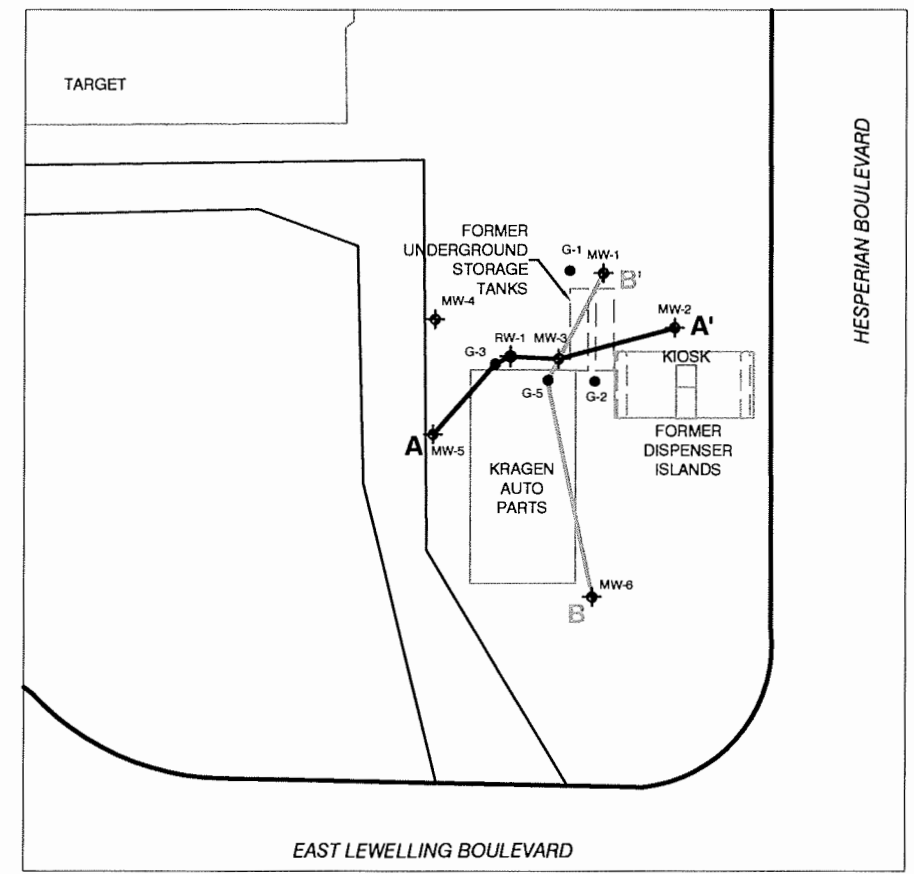 TARGET
HESPERIAN BOULEVARD
FORMER
UNDERGROUND
STORAGE
TANKS
G-1
MW-1
B'
MW-4
MW-2
A'
RW-1
MW-3
G-3
KIOSK
G-5
G-2
A
MW-5
FORMER
DISPENSER
ISLANDS
KRAGEN
AUTO
PARTS
MW-6
B
EAST LEWELLING BOULEVARD